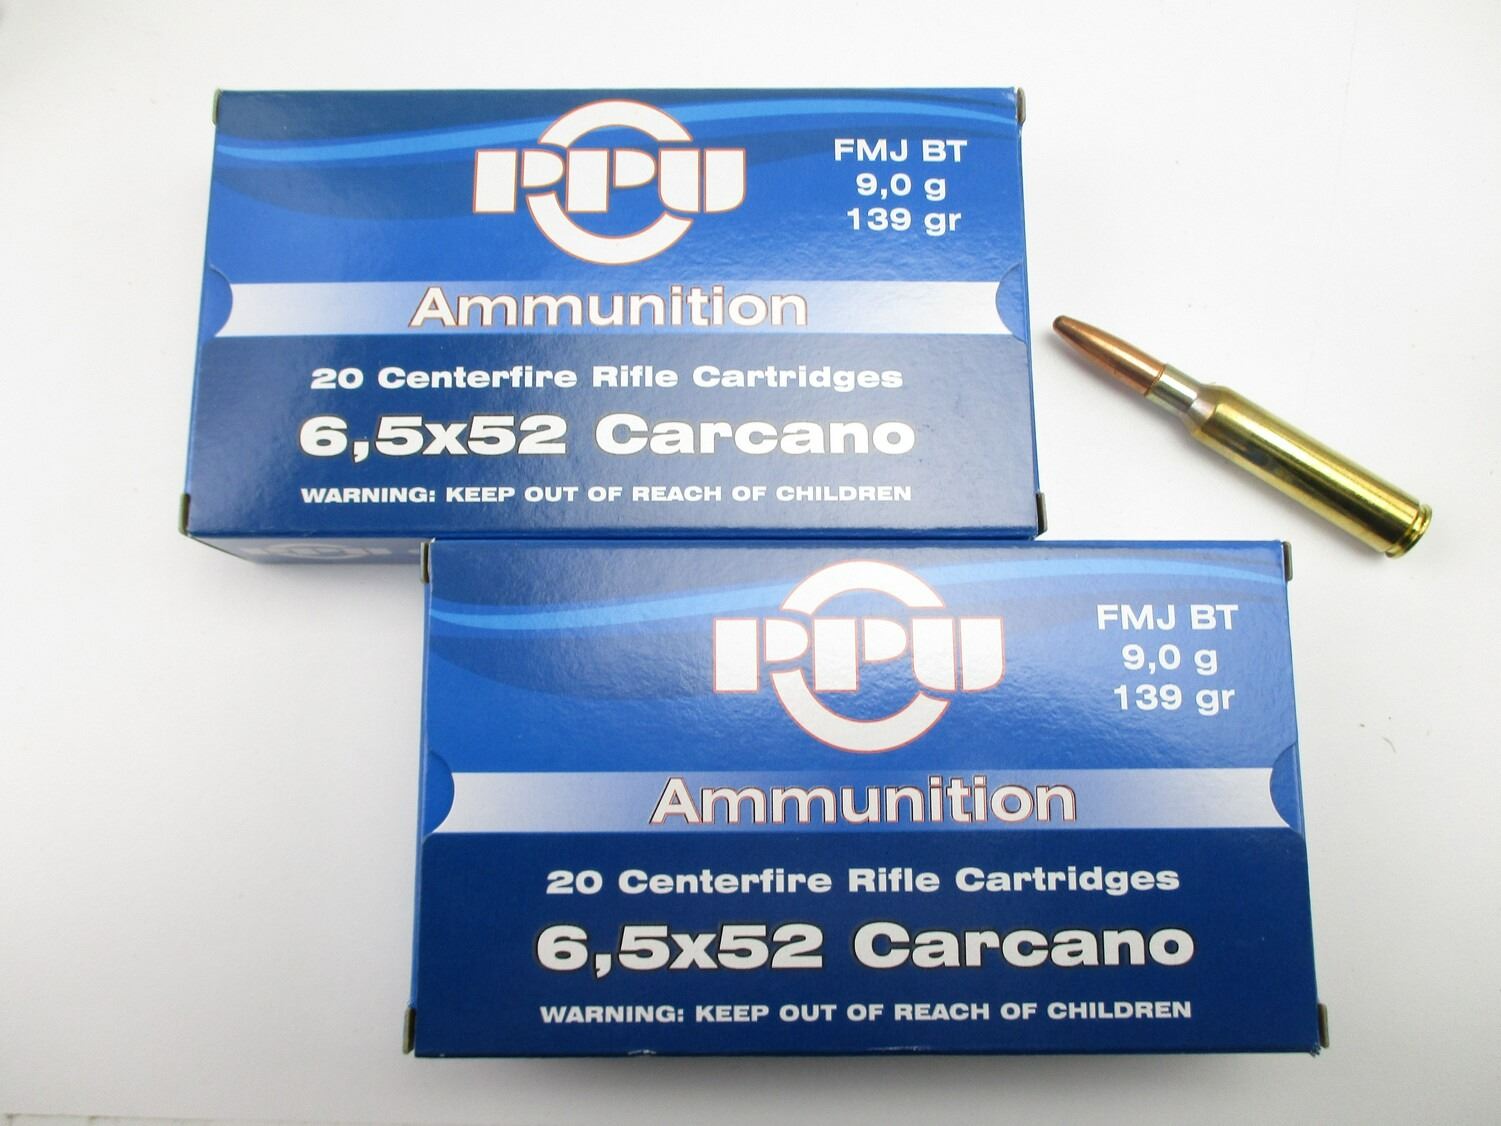 PPU
FMJ BT
9,0 g
139 gr
Ammunition
20 Centerfire Rifle Cartridges
6,5x52 Carcano
WARNING: KEEP OUT OF REACH OF CHILDREN
PPU
FMJ BT
9,0 g
139 gr
Ammunition
20 Centerfire Rifle Cartridges
6,5x52 Carcano
WARNING: KEEP OUT OF REACH OF CHILDREN